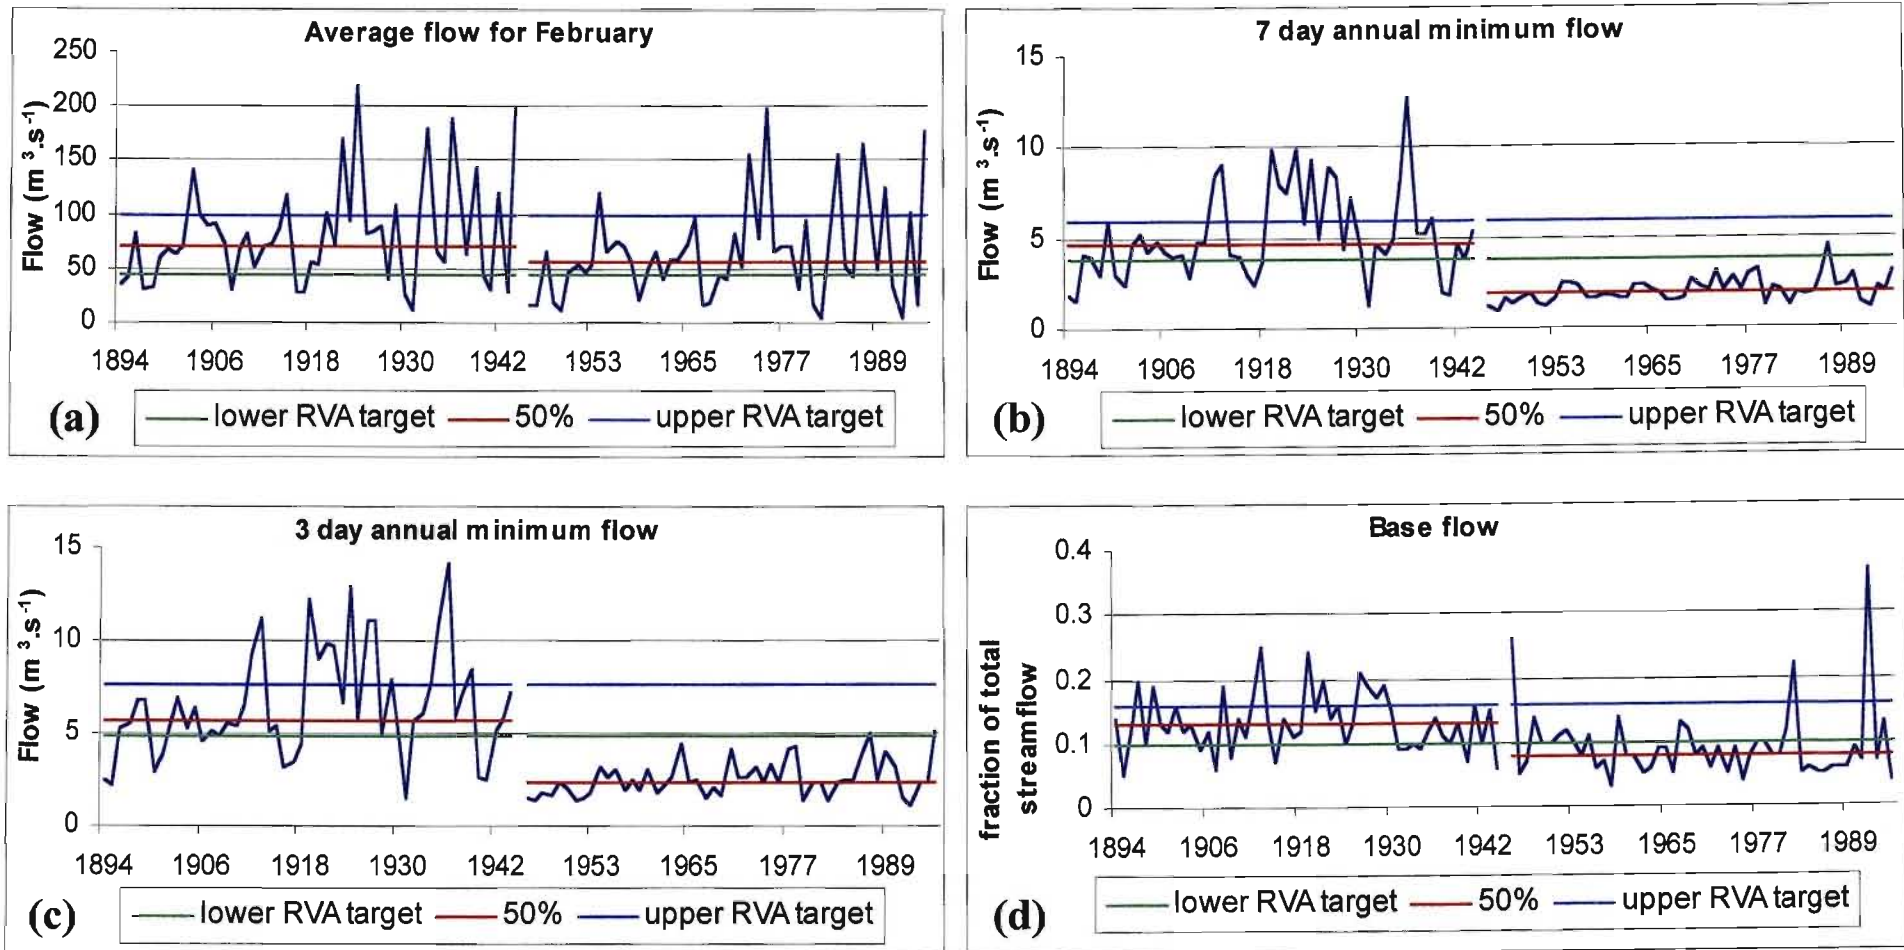 Average flow for February
250
200
150
100
50
0
Flow (m ³.s⁻¹)
1894 1906 1918 1930 1942 1953 1965 1977 1989
(a)
lower RVA target 50% upper RVA target
7 day annual minimum flow
15
10
5
0
Flow (m ³.s⁻¹)
1894 1906 1918 1930 1942 1953 1965 1977 1989
(b)
lower RVA target 50% upper RVA target
3 day annual minimum flow
15
10
5
0
Flow (m ³.s⁻¹)
1894 1906 1918 1930 1942 1953 1965 1977 1989
(c)
lower RVA target 50% upper RVA target
Base flow
0.4
0.3
0.2
0.1
0
fraction of total
streamflow
1894 1906 1918 1930 1942 1953 1965 1977 1989
(d)
lower RVA target 50% upper RVA target